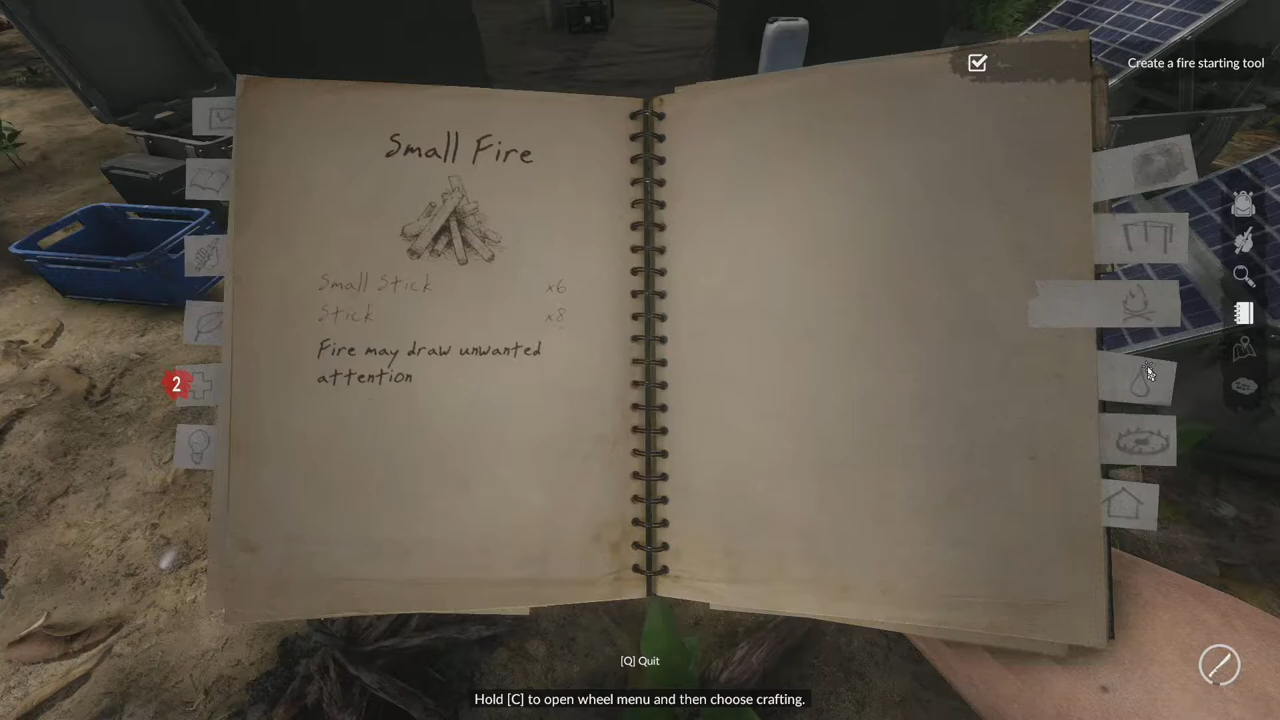 Create a fire starting tool
Small Fire
Small Stick x6
Stick x8
Fire may draw unwanted
attention
2
[Q] Quit
Hold [C] to open wheel menu and then choose crafting.